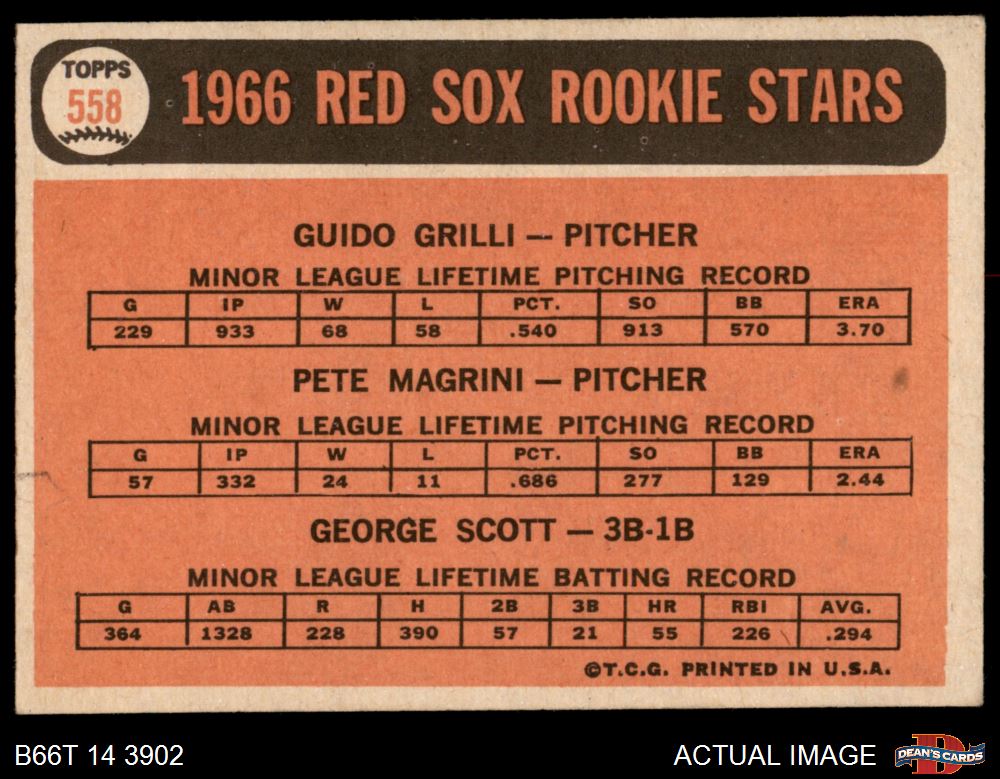 TOPPS
558
1966 RED SOX ROOKIE STARS
GUIDO GRILLI — PITCHER
MINOR LEAGUE LIFETIME PITCHING RECORD
G IP W L PCT. SO BB ERA
229 933 68 58 .540 913 570 3.70
PETE MAGRINI — PITCHER
MINOR LEAGUE LIFETIME PITCHING RECORD
G IP W L PCT. SO BB ERA
57 332 24 11 .686 277 129 2.44
GEORGE SCOTT — 3B-1B
MINOR LEAGUE LIFETIME BATTING RECORD
G AB R H 2B 3B HR RBI AVG.
364 1328 228 390 57 21 55 226 .294
©T.C.G. PRINTED IN U.S.A.
B66T 14 3902
ACTUAL IMAGE
D
DEAN'S CARDS